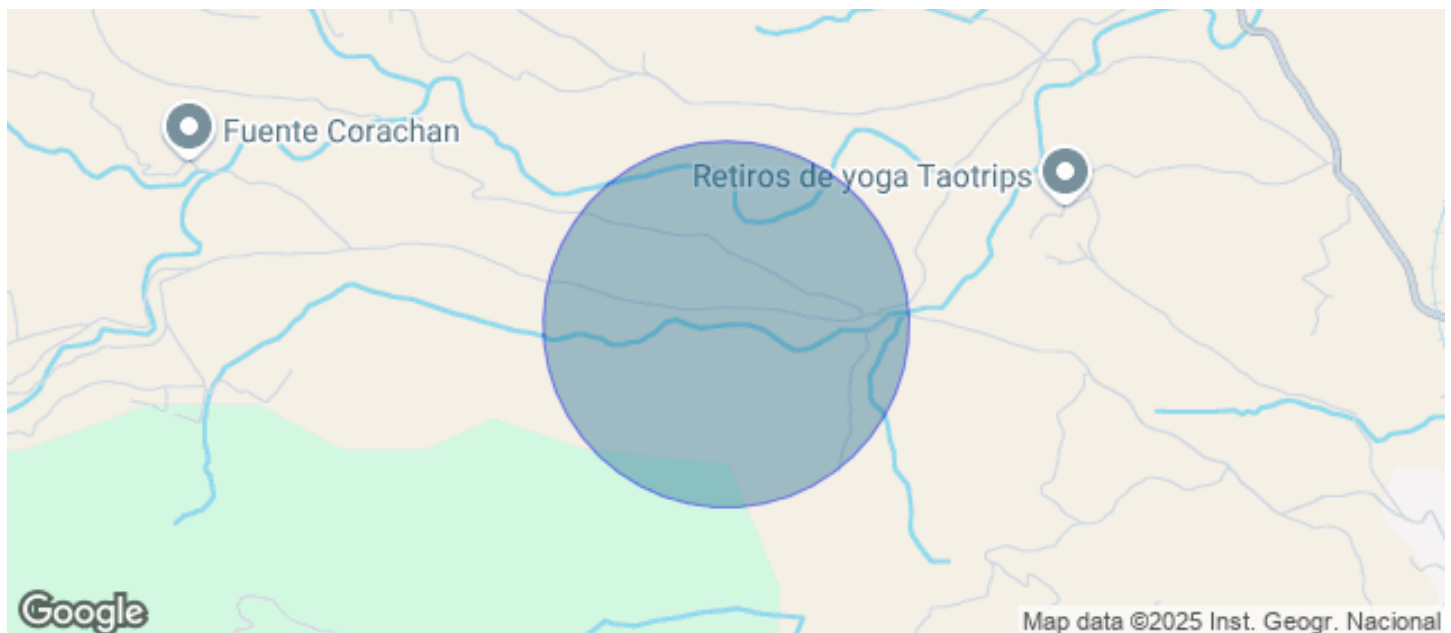 Fuente Corachan
Retiros de yoga Taotrips
Google
Map data ©2025 Inst. Geogr. Nacional